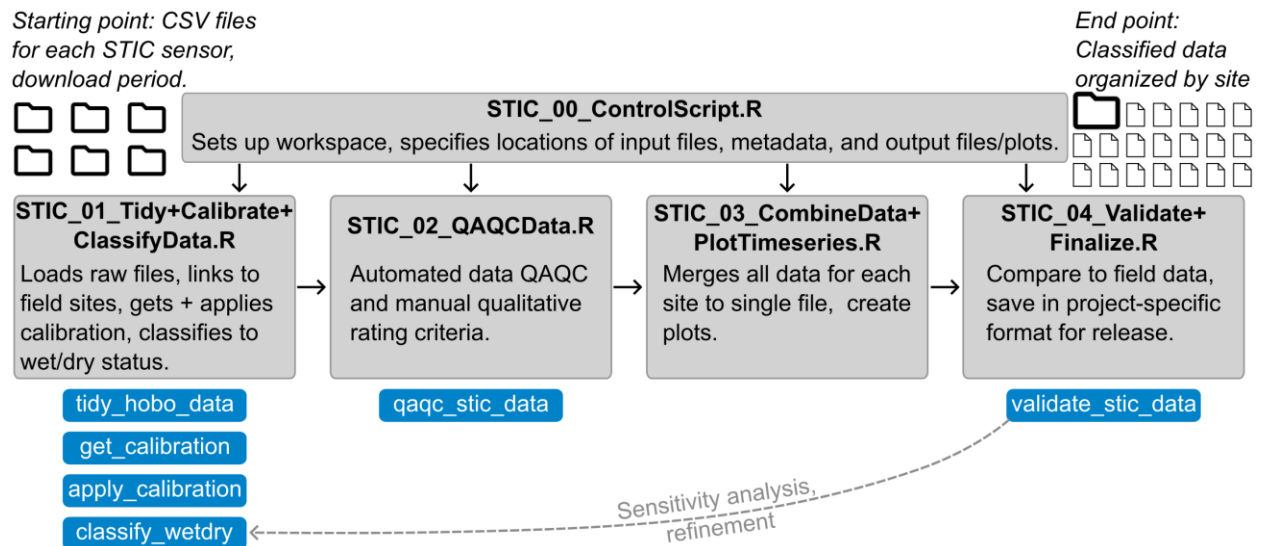 Starting point: CSV files
for each STIC sensor,
download period.
End point:
Classified data
organized by site
STIC_00_ControlScript.R
Sets up workspace, specifies locations of input files, metadata, and output files/plots.
STIC_01_Tidy+Calibrate+
ClassifyData.R
Loads raw files, links to
field sites, gets + applies
calibration, classifies to
wet/dry status.
STIC_02_QAQCData.R
Automated data QAQC
and manual qualitative
rating criteria.
STIC_03_CombineData+
PlotTimeseries.R
Merges all data for each
site to single file, create
plots.
STIC_04_Validate+
Finalize.R
Compare to field data,
save in project-specific
format for release.
tidy_hobo_data
get_calibration
apply_calibration
classify_wetdry
qaqc_stic_data
validate_stic_data
Sensitivity analysis,
refinement